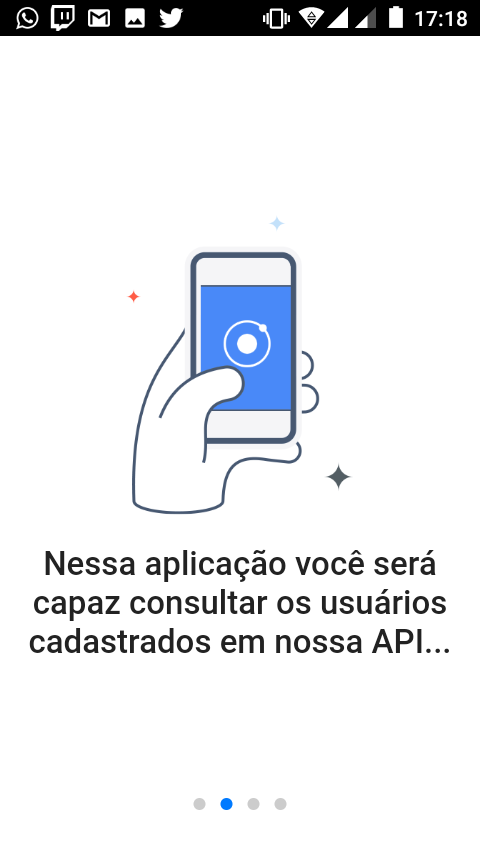 17:18
Nessa aplicação você será
capaz consultar os usuários
cadastrados em nossa API...